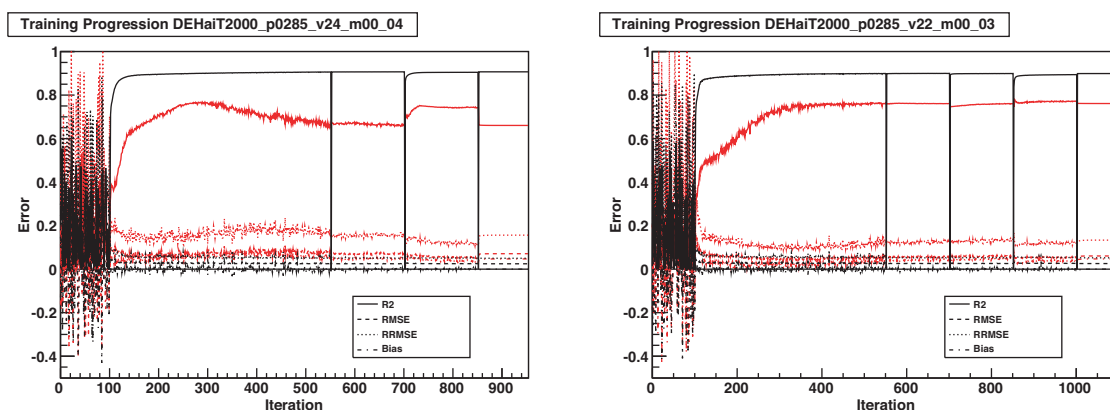 Training Progression DEHaiT2000_p0285_v24_m00_04
1
0.8
0.6
0.4
0.2
0
-0.2
-0.4
Error
R2
RMSE
RRMSE
Bias
0 100 200 300 400 500 600 700 800 900
Iteration
Training Progression DEHaiT2000_p0285_v22_m00_03
1
0.8
0.6
0.4
0.2
0
-0.2
-0.4
Error
R2
RMSE
RRMSE
Bias
0 200 400 600 800 1000
Iteration